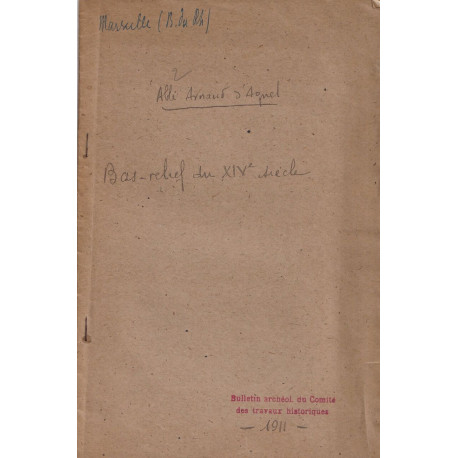 Marseille (B. du Rh)
2
Abbé Arnaud d'Agnel
Bas-relief du XIVe siècle
Bulletin archéol. du Comité
des travaux historiques
- 1911 -